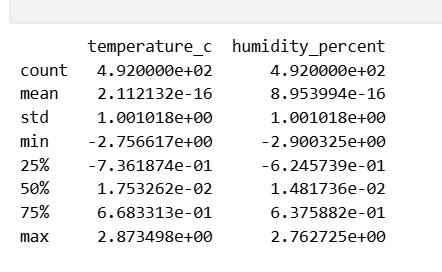 temperature_c humidity_percent
count 4.920000e+02 4.920000e+02
mean 2.112132e-16 8.953994e-16
std 1.001018e+00 1.001018e+00
min -2.756617e+00 -2.900325e+00
25% -7.361874e-01 -6.245739e-01
50% 1.753262e-02 1.481736e-02
75% 6.683313e-01 6.375882e-01
max 2.873498e+00 2.762725e+00